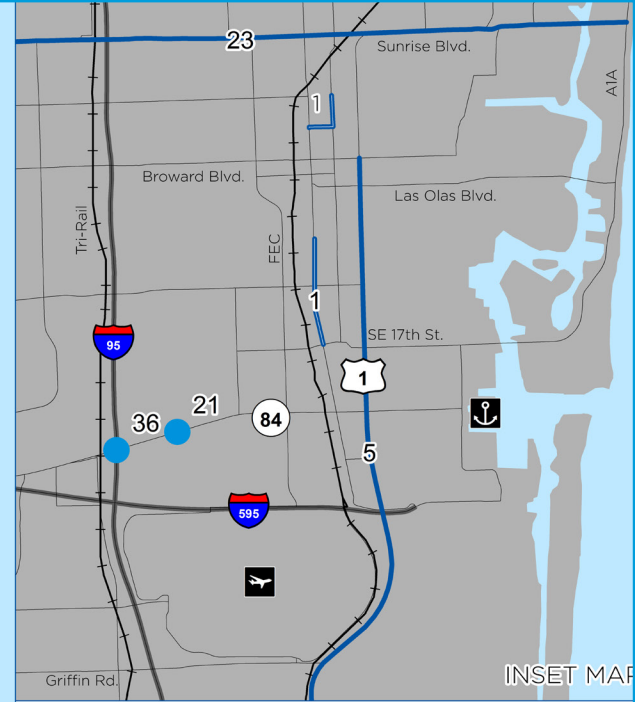 23
Sunrise Blvd.
A1A
1
Broward Blvd.
Las Olas Blvd.
Tri-Rail
FEC
1
SE 17th St.
95
1
21
36
84
5
595
INSET MAP
Griffin Rd.